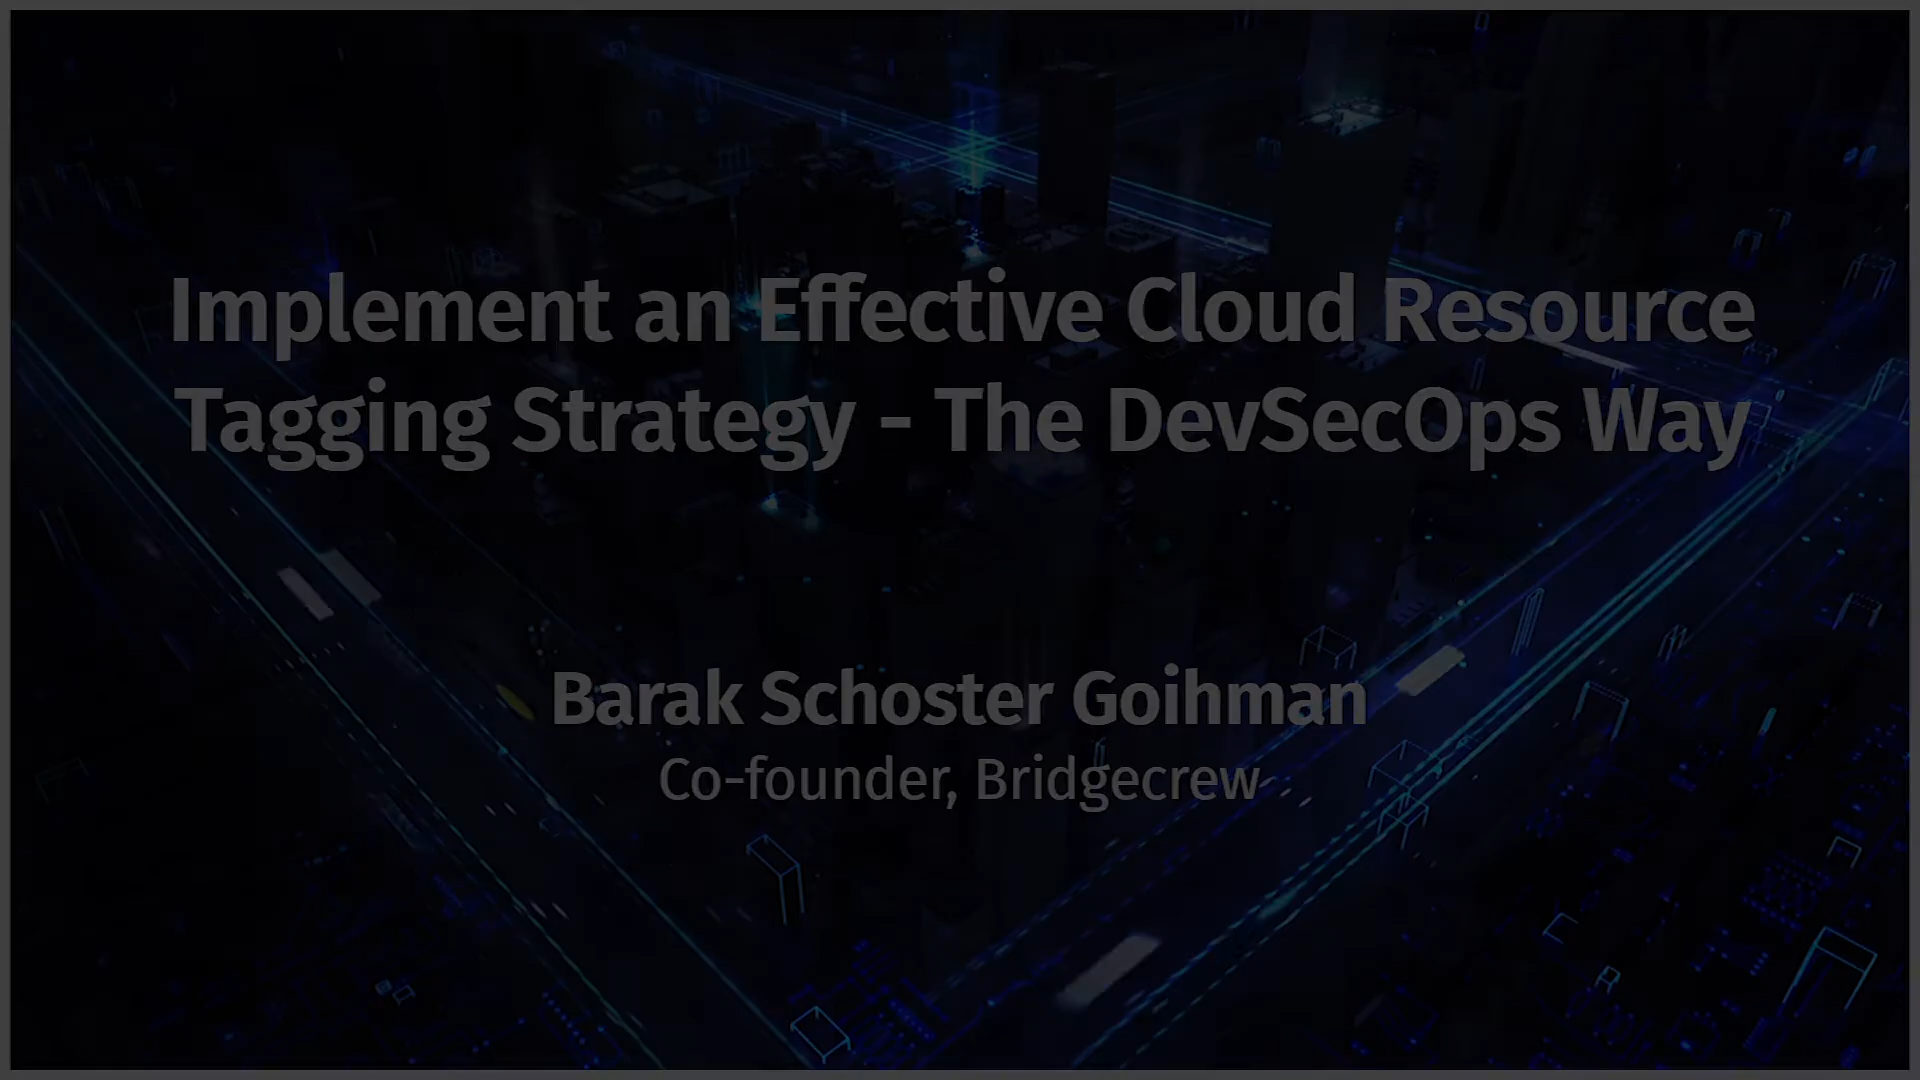 Implement an Effective Cloud Resource
Tagging Strategy - The DevSecOps Way
Barak Schoster Goihman
Co-founder, Bridgecrew